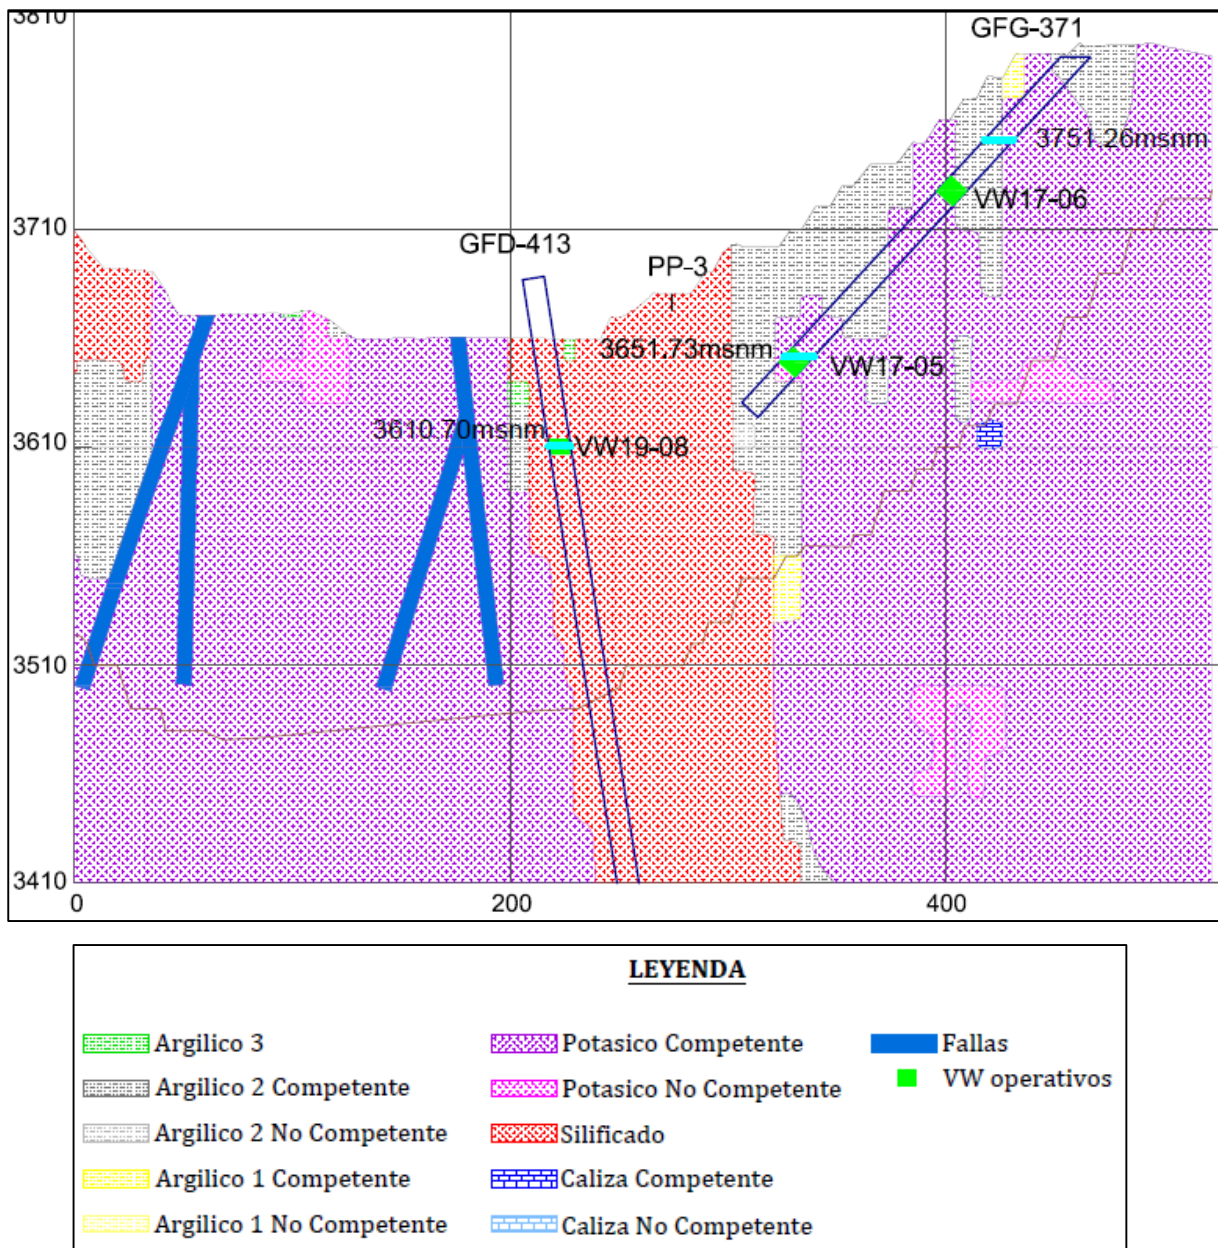 3810
GFG-371
3751.26msnm
VW17-06
3710
GFD-413
PP-3
3651.73msnm
VW17-05
3610.70msnm
VW19-08
3610
3510
3410
0
200
400
LEYENDA
Argilico 3
Potasico Competente
Fallas
Argilico 2 Competente
Potasico No Competente
VW operativos
Argilico 2 No Competente
Silificado
Argilico 1 Competente
Caliza Competente
Argilico 1 No Competente
Caliza No Competente